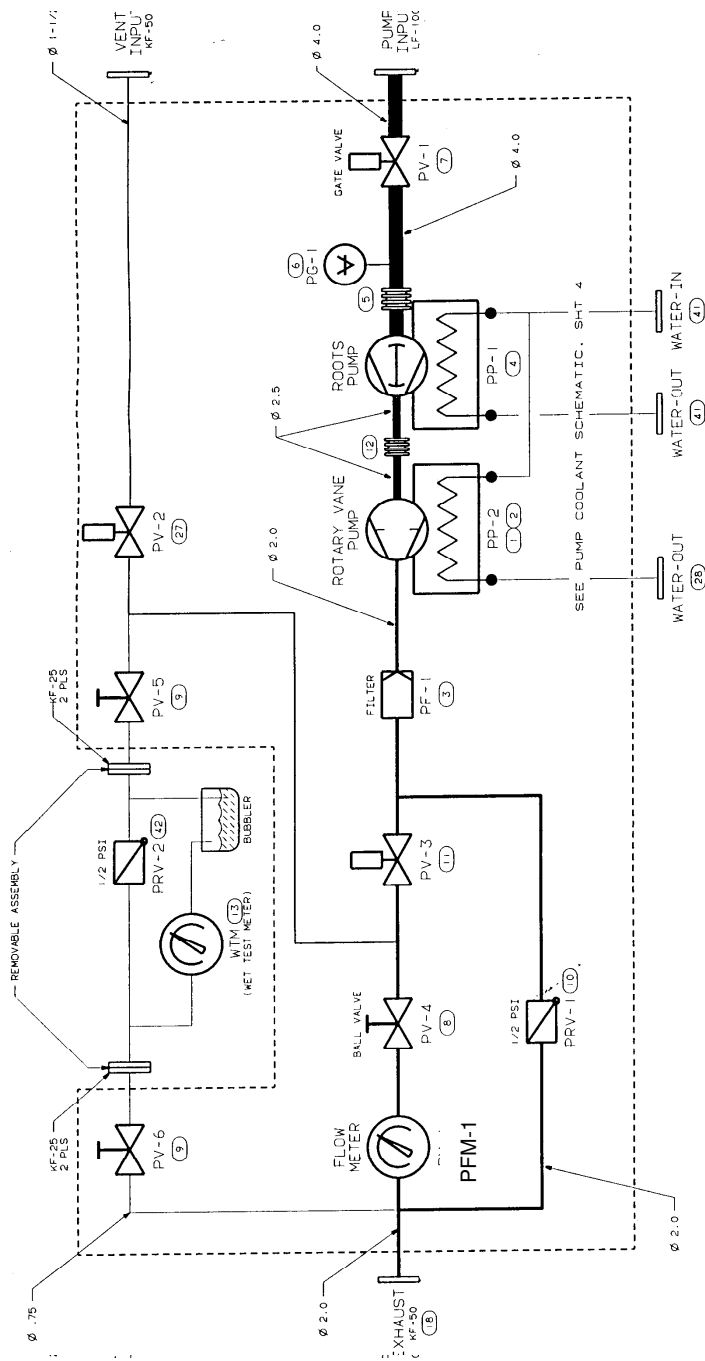 VENT
INPU
KF-50
Ø 1-1/
PUMP
INPU
LF-100
Ø 4.0
GATE VALVE
PV-1
7
Ø 4.0
6
PG-1
5
ROOTS
PUMP
PP-1
4
Ø 2.5
12
ROTARY VANE
PUMP
PP-2
1
2
Ø 2.0
WATER-IN
41
WATER-OUT
41
WATER-OUT
28
SEE PUMP COOLANT SCHEMATIC, SHT 4
PV-2
27
PV-5
9
KF-25
2 PLS
REMOVABLE ASSEMBLY
1/2 PSI
PRV-2
42
BUBBLER
WTM
13
(WET TEST METER)
KF-25
2 PLS
PV-6
9
Ø .75
FILTER
PF-1
3
PV-3
11
BALL VALVE
PV-4
8
1/2 PSI
PRV-1
10
FLOW
METER
PFM-1
Ø 2.0
Ø 2.0
EXHAUST
KF-50
18